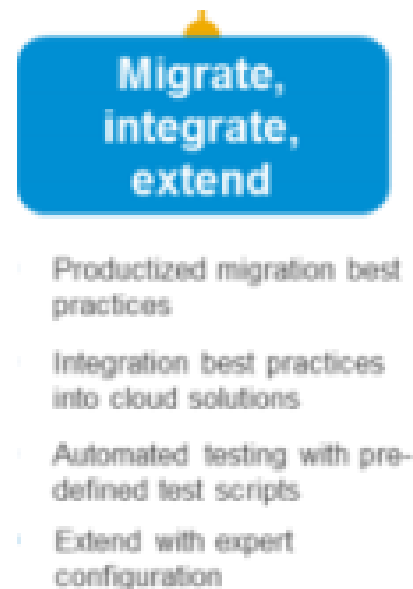 Migrate,
integrate,
extend
Productized migration best
practices
Integration best practices
into cloud solutions
Automated testing with pre-
defined test scripts
Extend with expert
configuration